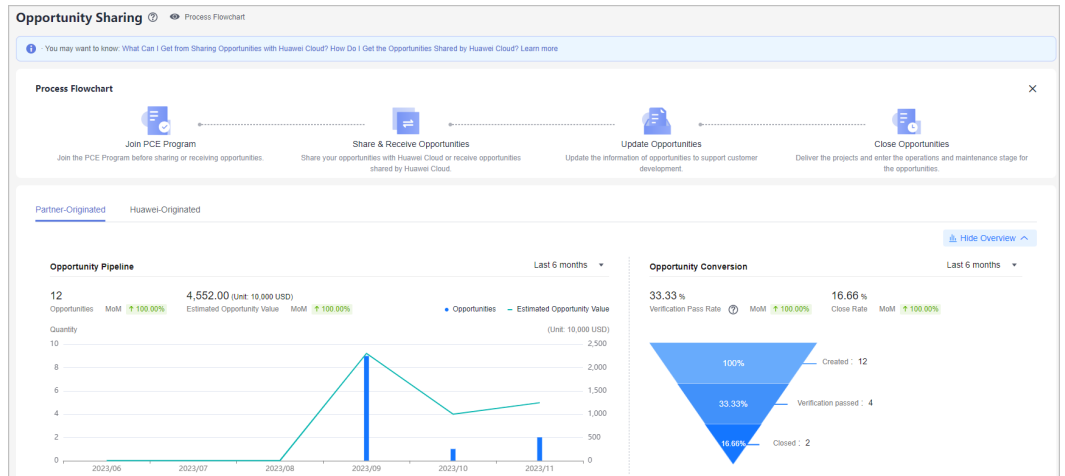 Opportunity Sharing ? Process Flowchart
You may want to know: What Can I Get from Sharing Opportunities with Huawei Cloud? How Do I Get the Opportunities Shared by Huawei Cloud? Learn more
Process Flowchart
Join PCE Program
Join the PCE Program before sharing or receiving opportunities.
Share & Receive Opportunities
Share your opportunities with Huawei Cloud or receive opportunities
shared by Huawei Cloud.
Update Opportunities
Update the information of opportunities to support customer
development.
Close Opportunities
Deliver the projects and enter the operations and maintenance stage for
the opportunities.
Partner-Originated Huawei-Originated
Hide Overview
Opportunity Pipeline Last 6 months
12 4,552.00 (Unit: 10,000 USD)
Opportunities MoM ↑ 100.00% Estimated Opportunity Value MoM ↑ 100.00%
Opportunities Estimated Opportunity Value
Quantity (Unit: 10,000 USD)
10 2,500
8 2,000
6 1,500
4 1,000
2 500
0 0
2023/06 2023/07 2023/08 2023/09 2023/10 2023/11
Opportunity Conversion Last 6 months
33.33 % 16.66 %
Verification Pass Rate ? MoM ↑ 100.00% Close Rate MoM ↑ 100.00%
100% Created : 12
33.33% Verification passed : 4
16.66% Closed : 2